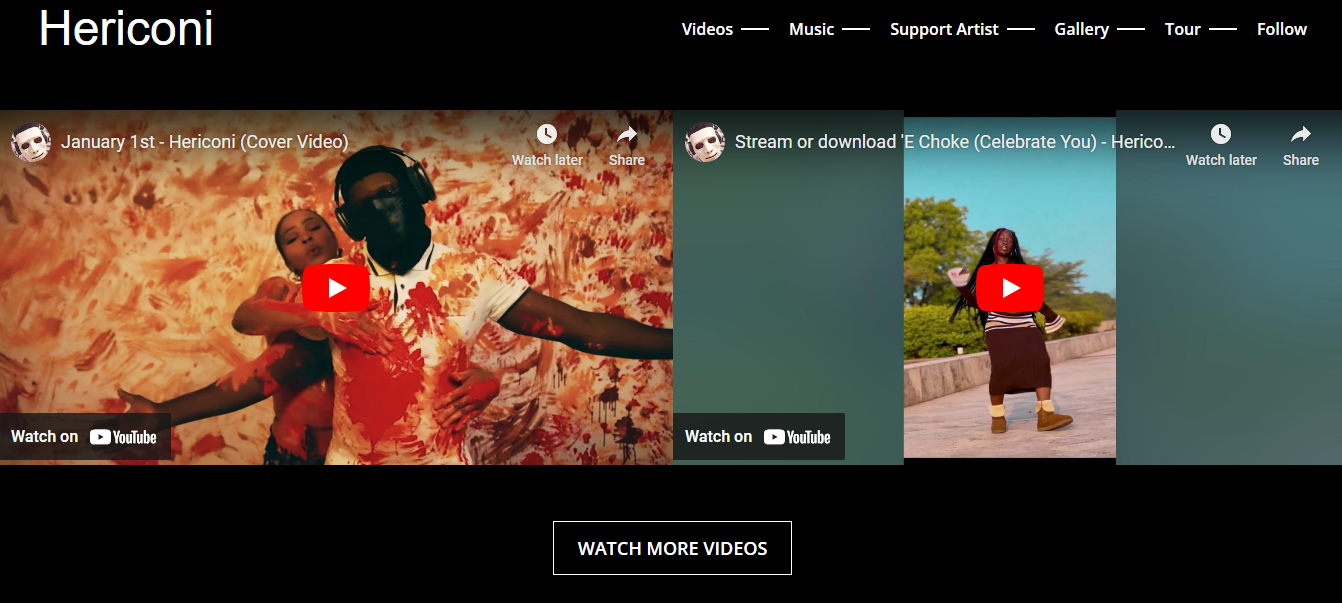 Hericoni
Videos
Music
Support Artist
Gallery
Tour
Follow
January 1st - Hericoni (Cover Video)
Watch later
Share
Stream or download 'E Choke (Celebrate You) - Herico...
Watch later
Share
Watch on YouTube
Watch on YouTube
WATCH MORE VIDEOS